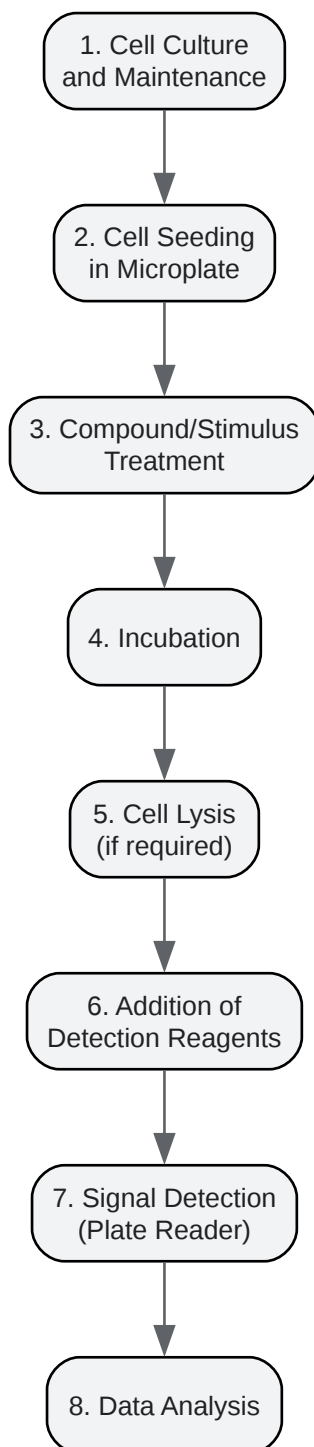 1. Cell Culture
and Maintenance
2. Cell Seeding
in Microplate
3. Compound/Stimulus
Treatment
4. Incubation
5. Cell Lysis
(if required)
6. Addition of
Detection Reagents
7. Signal Detection
(Plate Reader)
8. Data Analysis